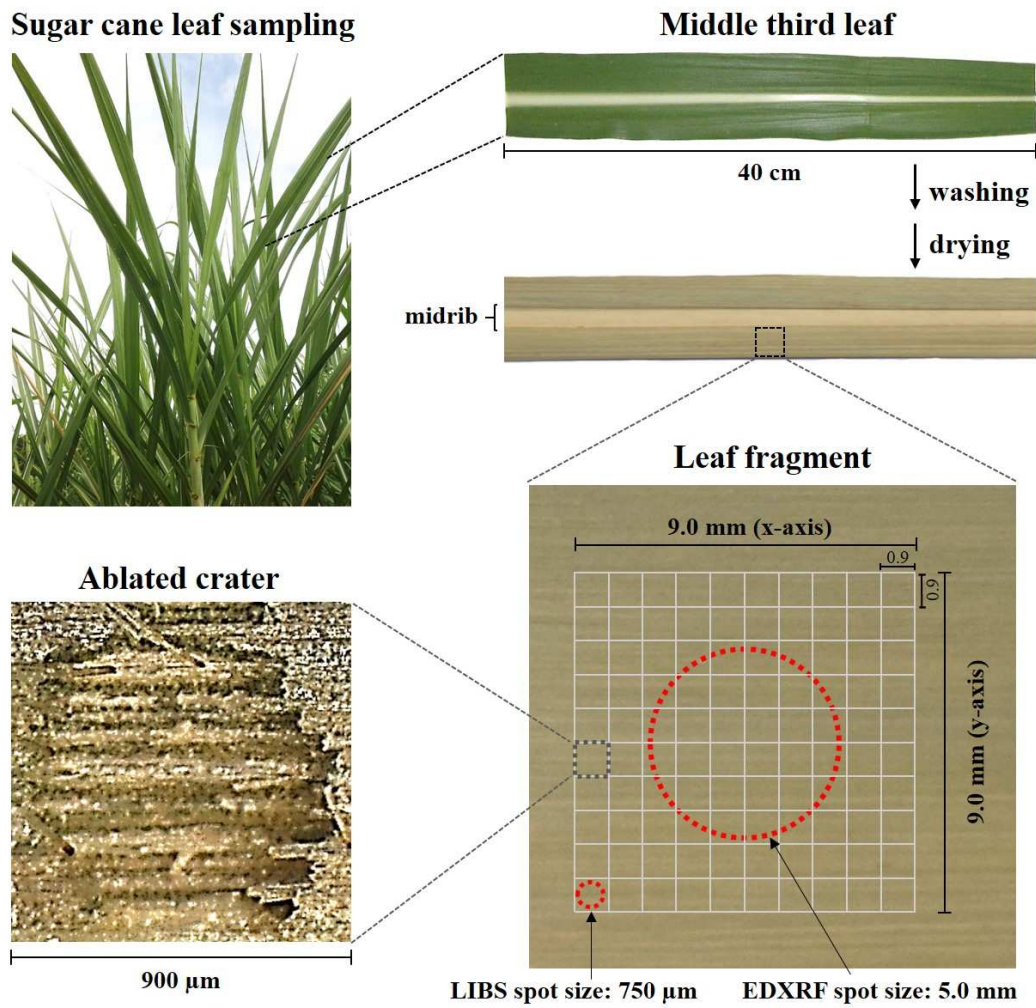 Sugar cane leaf sampling
Middle third leaf
40 cm
washing
drying
midrib
Leaf fragment
9.0 mm (x-axis)
0.9
0.9
9.0 mm (y-axis)
Ablated crater
900 µm
LIBS spot size: 750 µm
EDXRF spot size: 5.0 mm